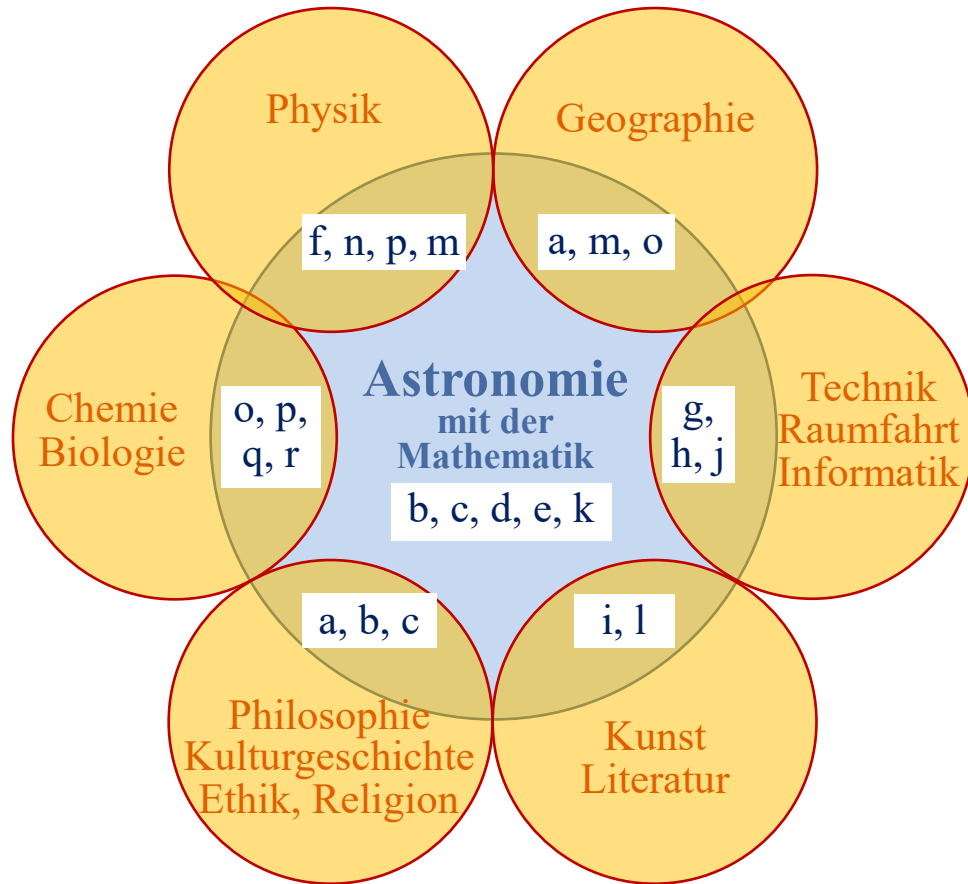 Physik
Geographie
f, n, p, m
a, m, o
Astronomie
mit der
Mathematik
b, c, d, e, k
Chemie
Biologie
o, p,
q, r
g,
h, j
Technik
Raumfahrt
Informatik
a, b, c
i, l
Philosophie
Kulturgeschichte
Ethik, Religion
Kunst
Literatur